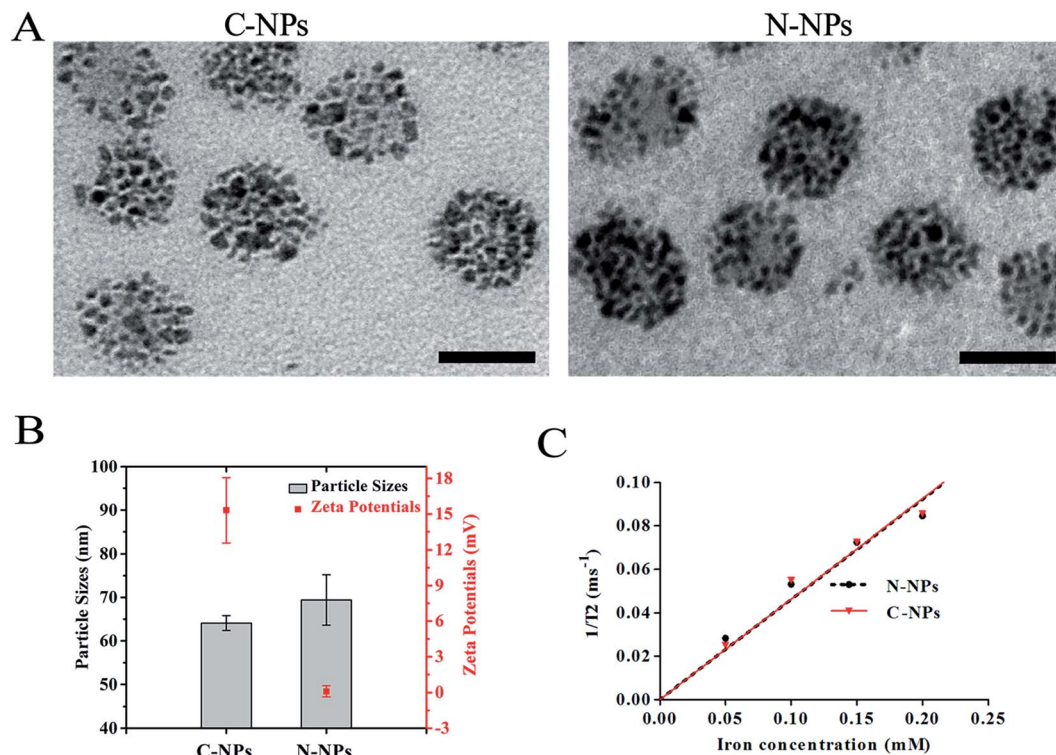 A
C-NPs
N-NPs
B
Particle Sizes (nm)
100
90
80
70
60
50
40
Particle Sizes
Zeta Potentials
18
15
12
9
6
3
0
-3
Zeta Potentials (mV)
C-NPs
N-NPs
C
1/T2 (ms⁻¹)
0.10
0.08
0.06
0.04
0.02
0.00
N-NPs
C-NPs
0.00
0.05
0.10
0.15
0.20
0.25
Iron concentration (mM)